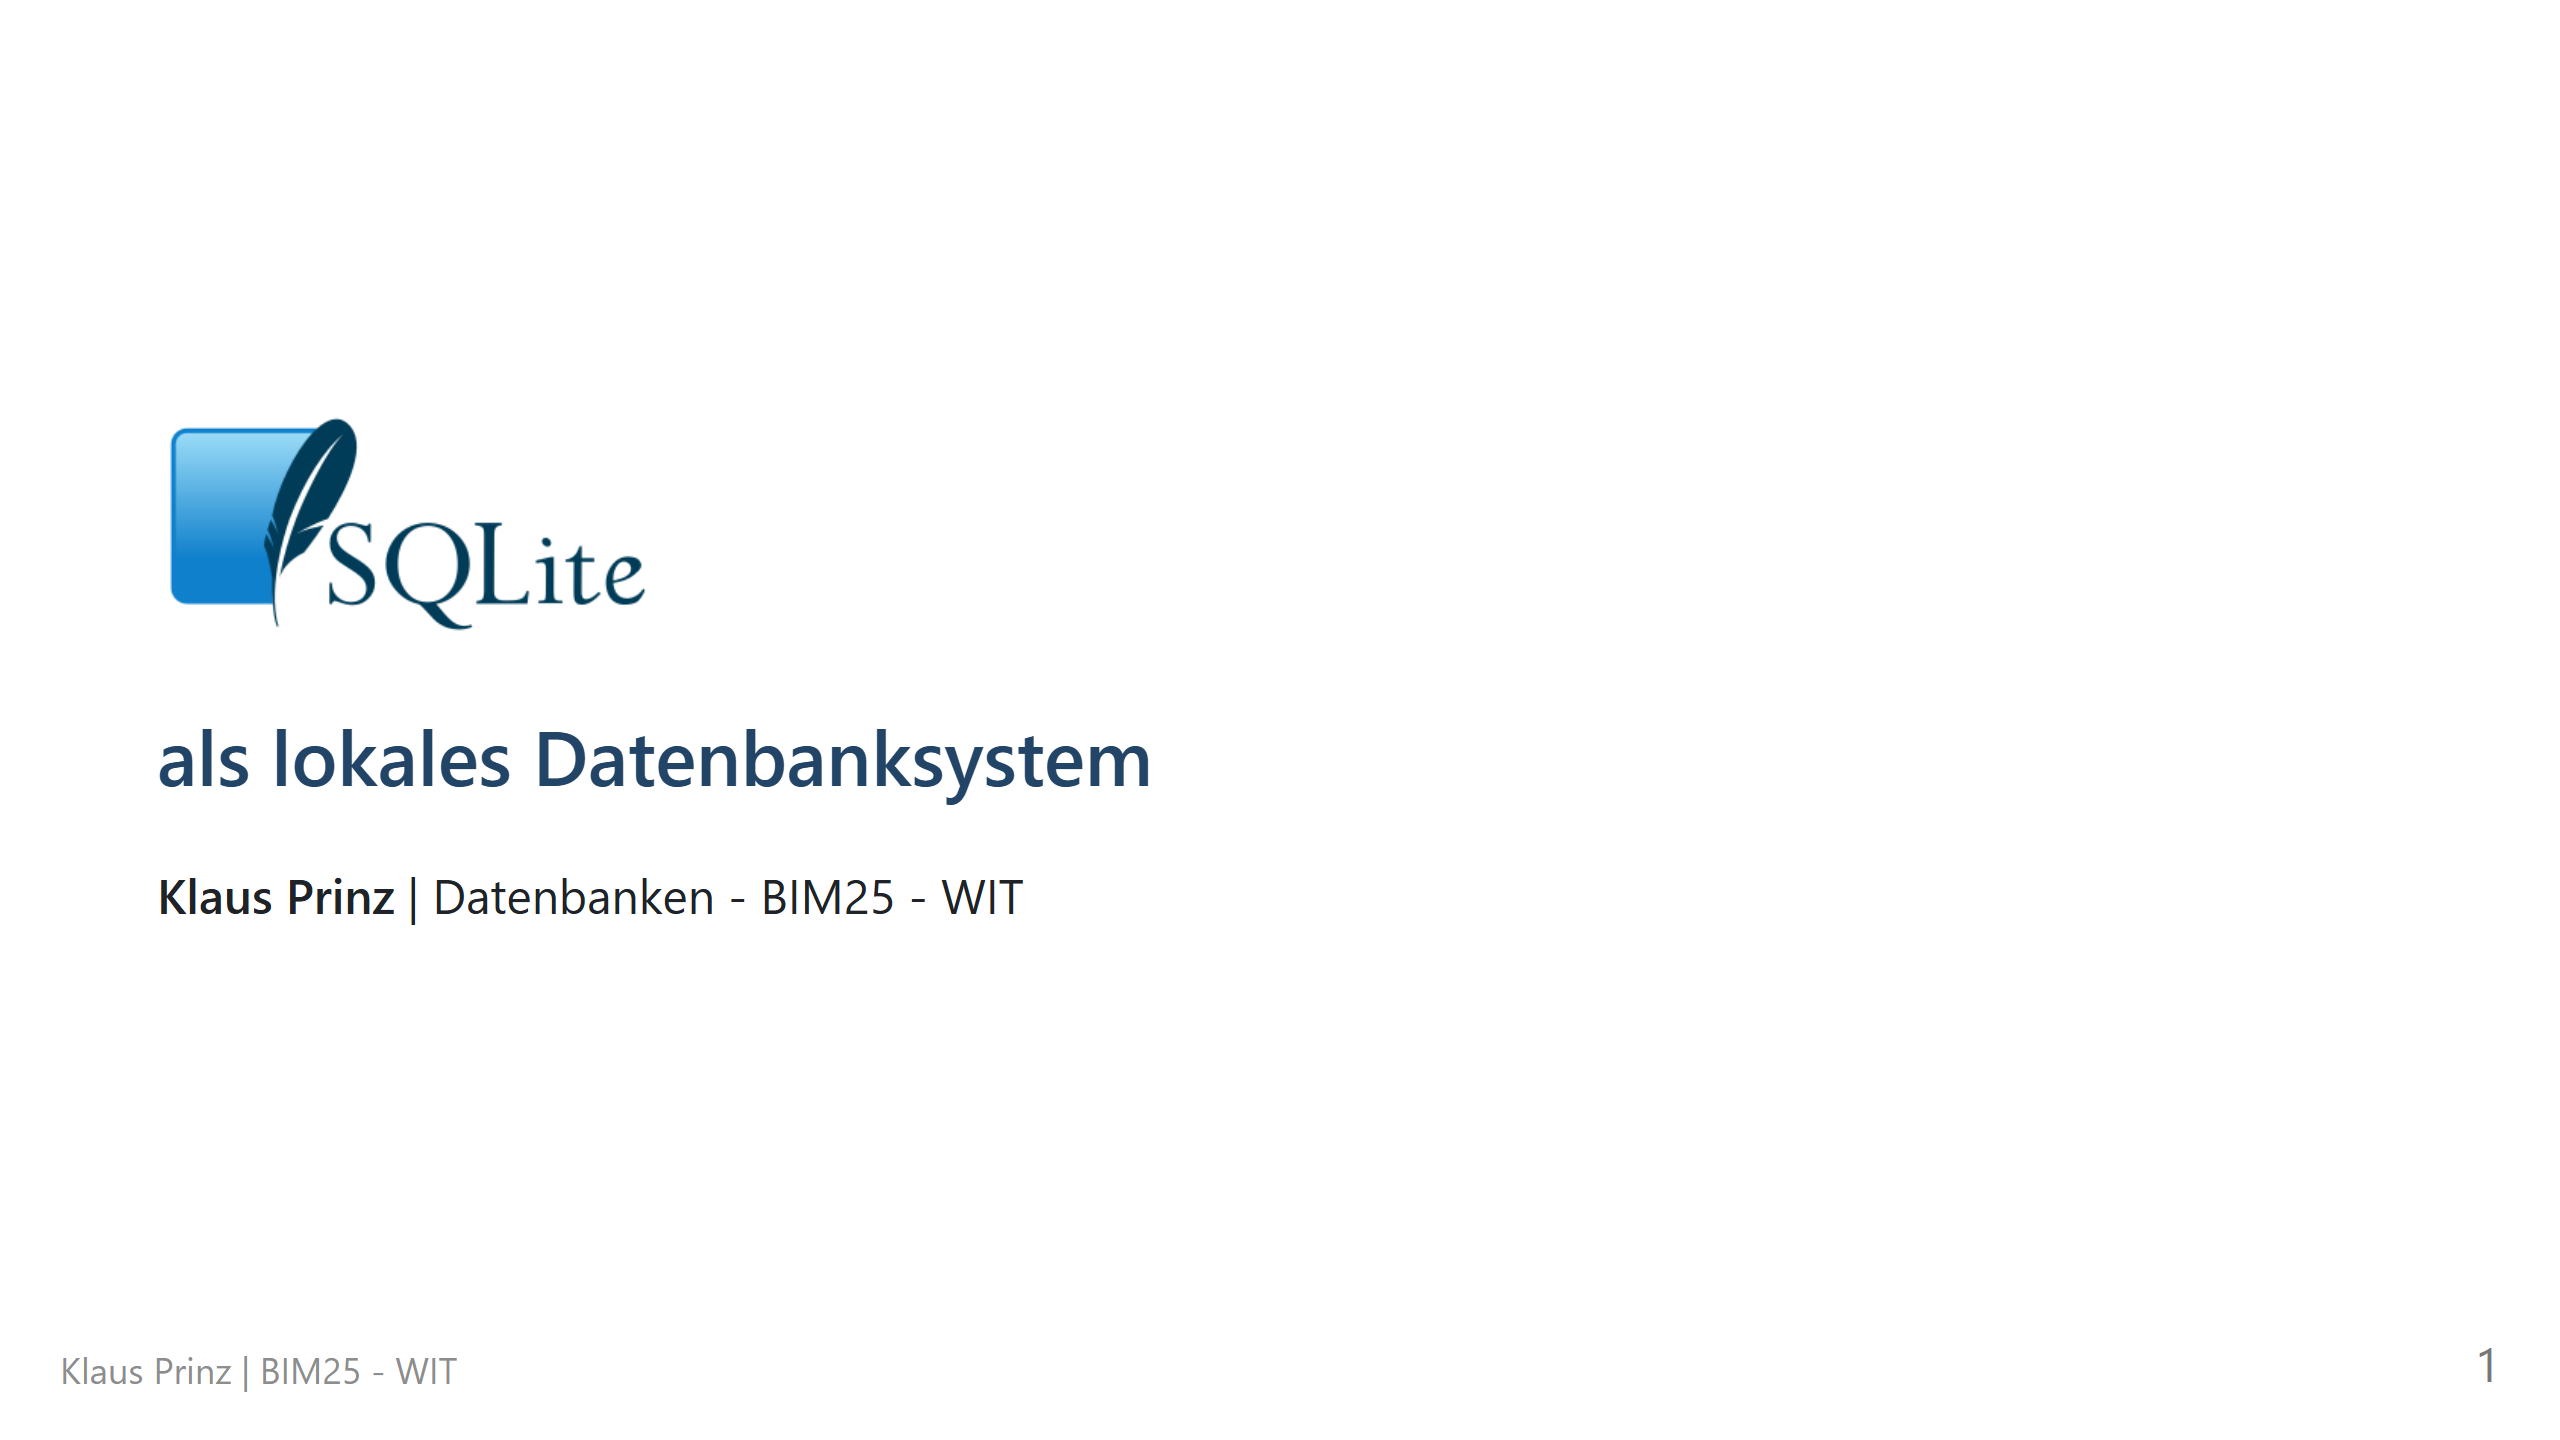 SQLite
als lokales Datenbanksystem
Klaus Prinz | Datenbanken - BIM25 - WIT
Klaus Prinz | BIM25 - WIT
1